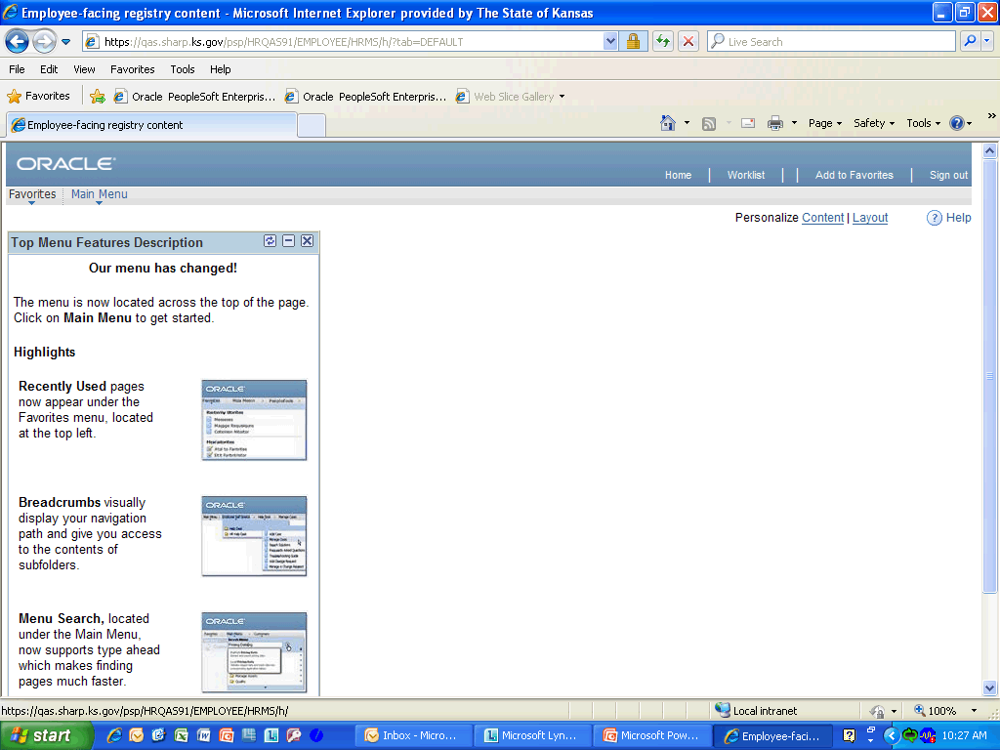 Employee-facing registry content - Microsoft Internet Explorer provided by The State of Kansas
https://qas.sharp.ks.gov/psp/HRQAS91/EMPLOYEE/HRMS/h/?tab=DEFAULT
Live Search
File Edit View Favorites Tools Help
Favorites Oracle PeopleSoft Enterpris... Oracle PeopleSoft Enterpris... Web Slice Gallery
Employee-facing registry content
Page Safety Tools »
ORACLE
Home | Worklist | | Add to Favorites | Sign out
Favorites Main Menu
Personalize Content | Layout Help
Top Menu Features Description
Our menu has changed!
The menu is now located across the top of the page.
Click on Main Menu to get started.
Highlights
Recently Used pages
now appear under the
Favorites menu, located
at the top left.
ORACLE
Favorites Main Menu
Breadcrumbs visually
display your navigation
path and give you access
to the contents of
subfolders.
ORACLE
Menu Search, located
under the Main Menu,
now supports type ahead
which makes finding
pages much faster.
ORACLE
https://qas.sharp.ks.gov/psp/HRQAS91/EMPLOYEE/HRMS/h/
Local intranet
100%
start
Inbox - Micro...
Microsoft Lyn...
Microsoft Pow...
Employee-faci...
10:27 AM